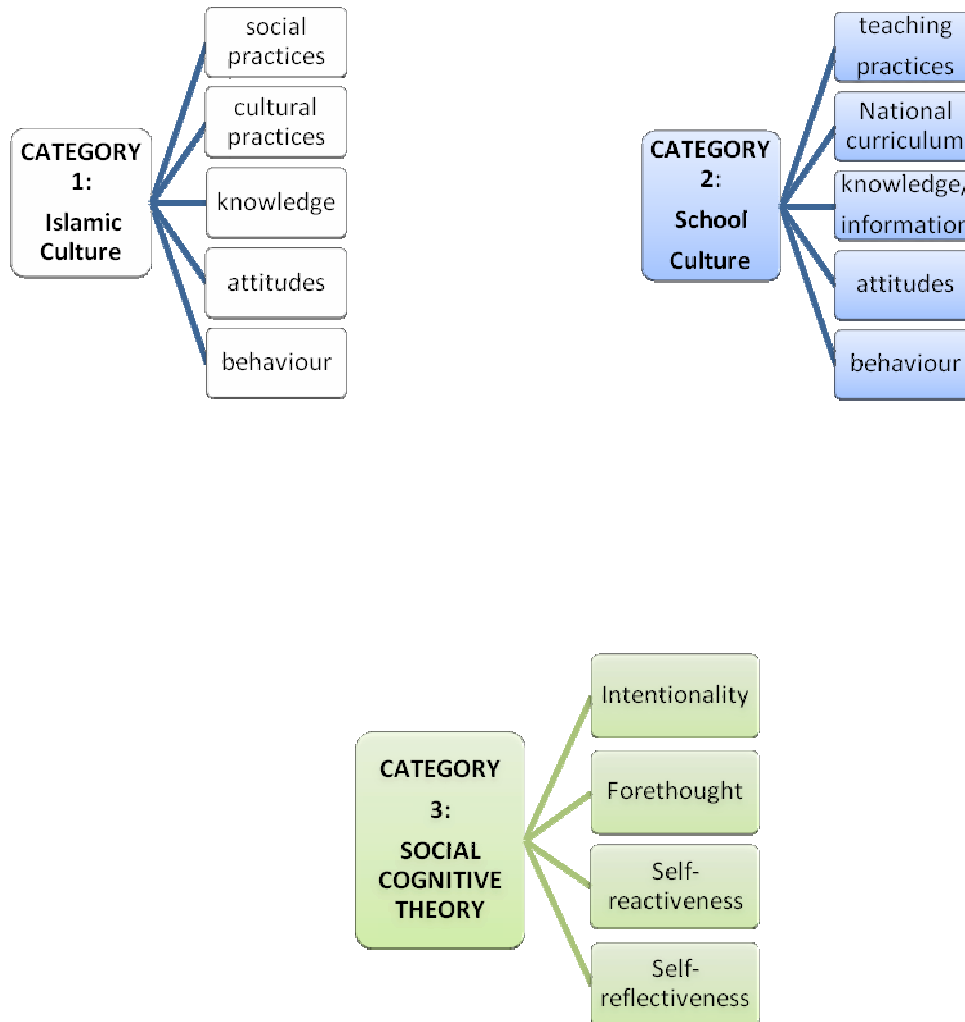 CATEGORY
1:
Islamic
Culture
social
practices
cultural
practices
knowledge
attitudes
behaviour
CATEGORY
2:
School
Culture
teaching
practices
National
curriculum
knowledge,
information
attitudes
behaviour
CATEGORY
3:
SOCIAL
COGNITIVE
THEORY
Intentionality
Forethought
Self-
reactiveness
Self-
reflectiveness